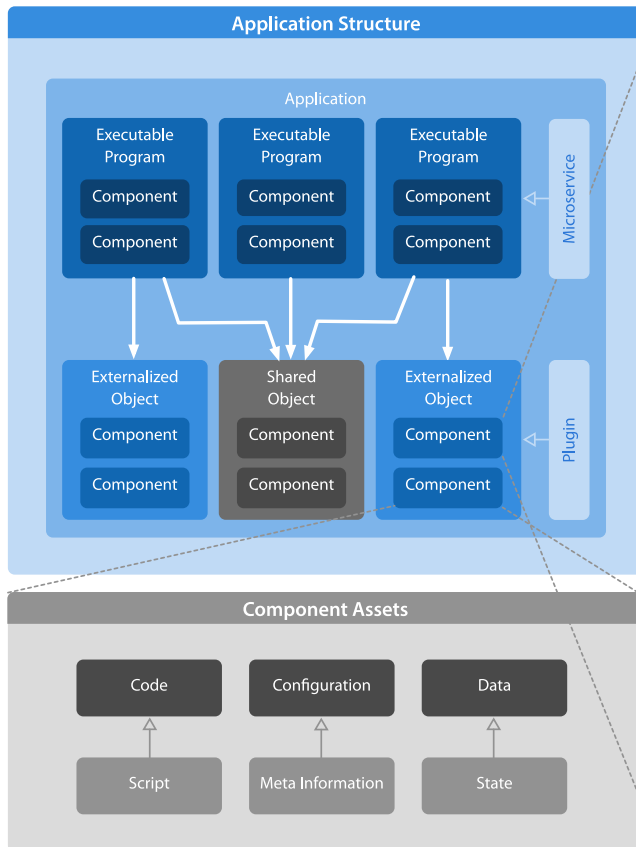 Application Structure
Application
Executable
Program
Component
Component
Executable
Program
Component
Component
Executable
Program
Component
Component
Microservice
Externalized
Object
Component
Component
Shared
Object
Component
Component
Externalized
Object
Component
Component
Plugin
Component Assets
Code
Configuration
Data
Script
Meta Information
State